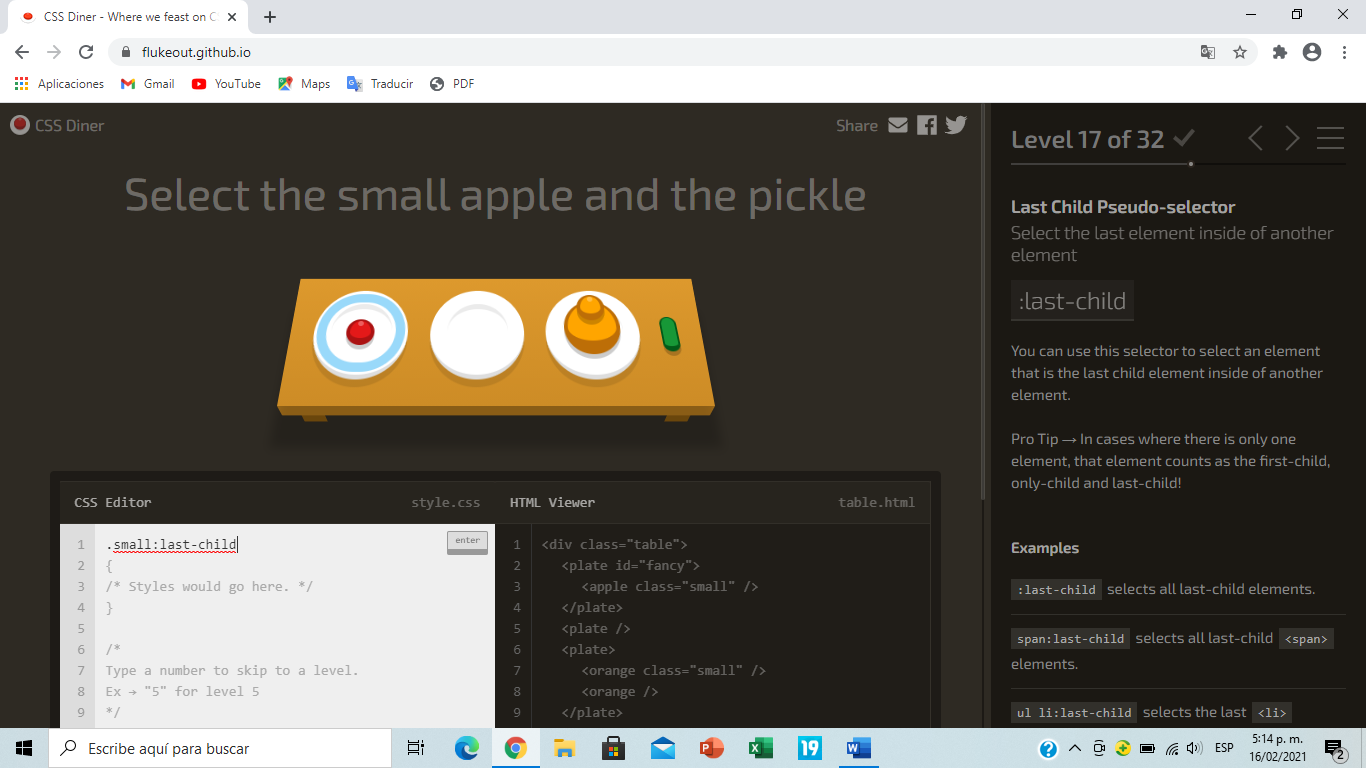 CSS Diner - Where we feast on C
flukeout.github.io
Aplicaciones Gmail YouTube Maps Traducir PDF
CSS Diner
Share
Select the small apple and the pickle
CSS Editor style.css
enter
1 .small:last-child
2 {
3 /* Styles would go here. */
4 }
5
6 /*
7 Type a number to skip to a level.
8 Ex → "5" for level 5
9 */
HTML Viewer table.html
1 <div class="table">
2 <plate id="fancy">
3 <apple class="small" />
4 </plate>
5 <plate />
6 <plate>
7 <orange class="small" />
8 <orange />
9 </plate>
Level 17 of 32
Last Child Pseudo-selector
Select the last element inside of another
element
:last-child
You can use this selector to select an element
that is the last child element inside of another
element.
Pro Tip → In cases where there is only one
element, that element counts as the first-child,
only-child and last-child!
Examples
:last-child selects all last-child elements.
span:last-child selects all last-child <span>
elements.
ul li:last-child selects the last <li>
Escribe aquí para buscar
19
ESP
5:14 p. m.
16/02/2021
2